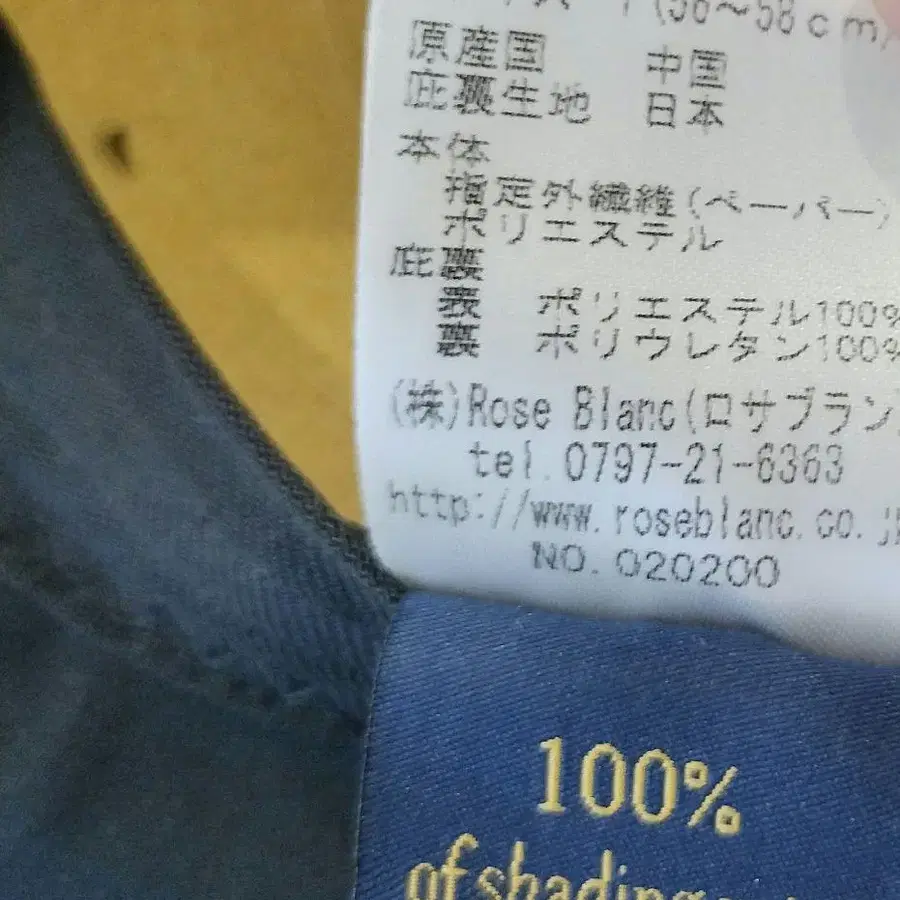 (56〜58cm)
原産国 中国
庇裏生地 日本
本体
指定外繊維(ペーパー)
ポリエステル
庇裏
表 ポリエステル100%
裏 ポリウレタン100%
(株)Rose Blanc(ロサブラン)
tel.0797-21-6363
http://www.roseblanc.co.j
NO.020200
100%
of shading